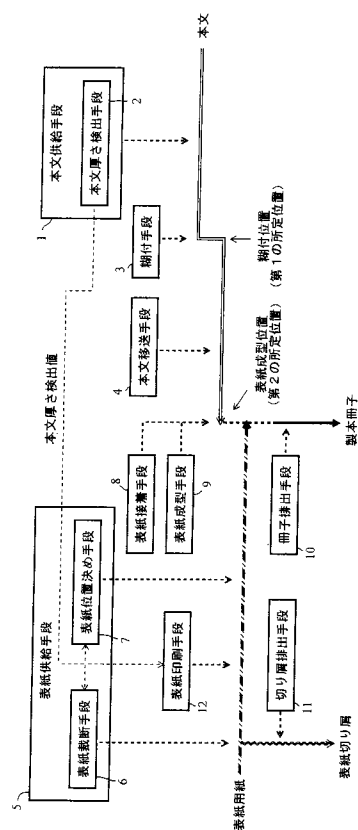 本文供給手段
本文厚さ検出手段
1
2
糊付手段
3
本文移送手段
4
本文厚さ検出値
表紙供給手段
5
表紙裁断手段
6
表紙位置決め手段
7
表紙接着手段
8
表紙成型手段
9
表紙印刷手段
12
冊子排出手段
10
切り屑排出手段
11
本文
糊付位置
(第1の所定位置)
表紙成型位置
(第2の所定位置)
表紙用紙
製本冊子
表紙切り屑